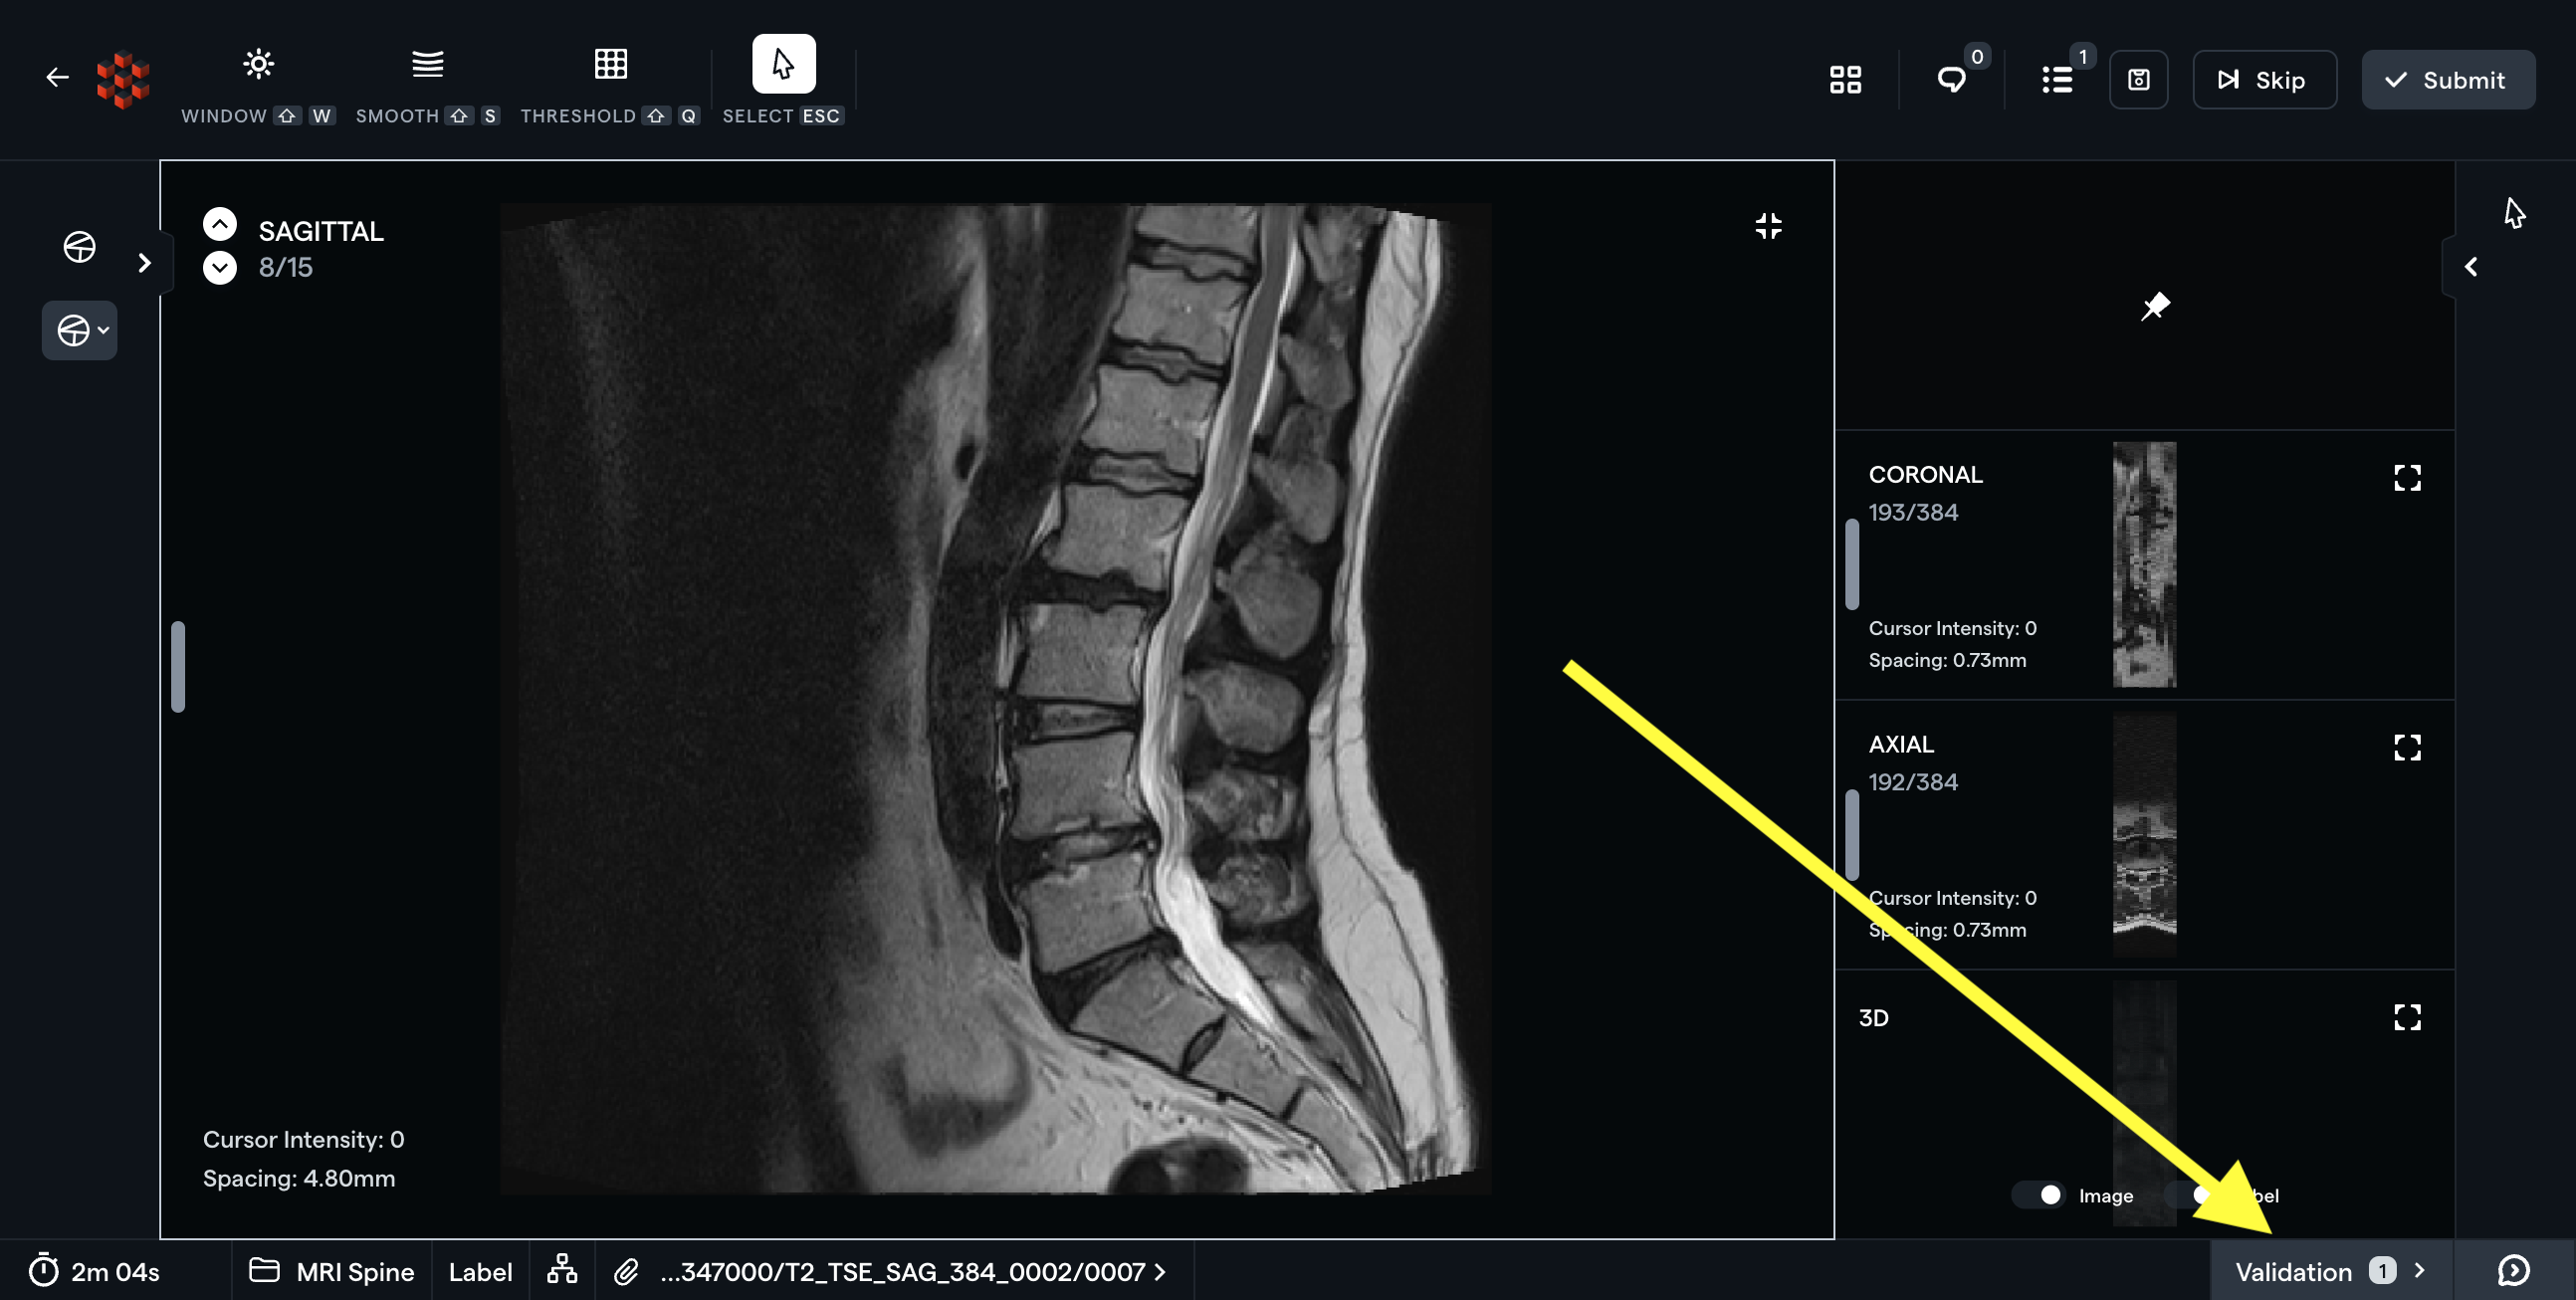 WINDOW ⇧ W
SMOOTH ⇧ S
THRESHOLD ⇧ Q
SELECT ESC
0
1
Skip
Submit
SAGITTAL
8/15
Cursor Intensity: 0
Spacing: 4.80mm
CORONAL
193/384
Cursor Intensity: 0
Spacing: 0.73mm
AXIAL
192/384
Cursor Intensity: 0
Spacing: 0.73mm
3D
Image
2m 04s
MRI Spine
Label
...347000/T2_TSE_SAG_384_0002/0007
Validation 1